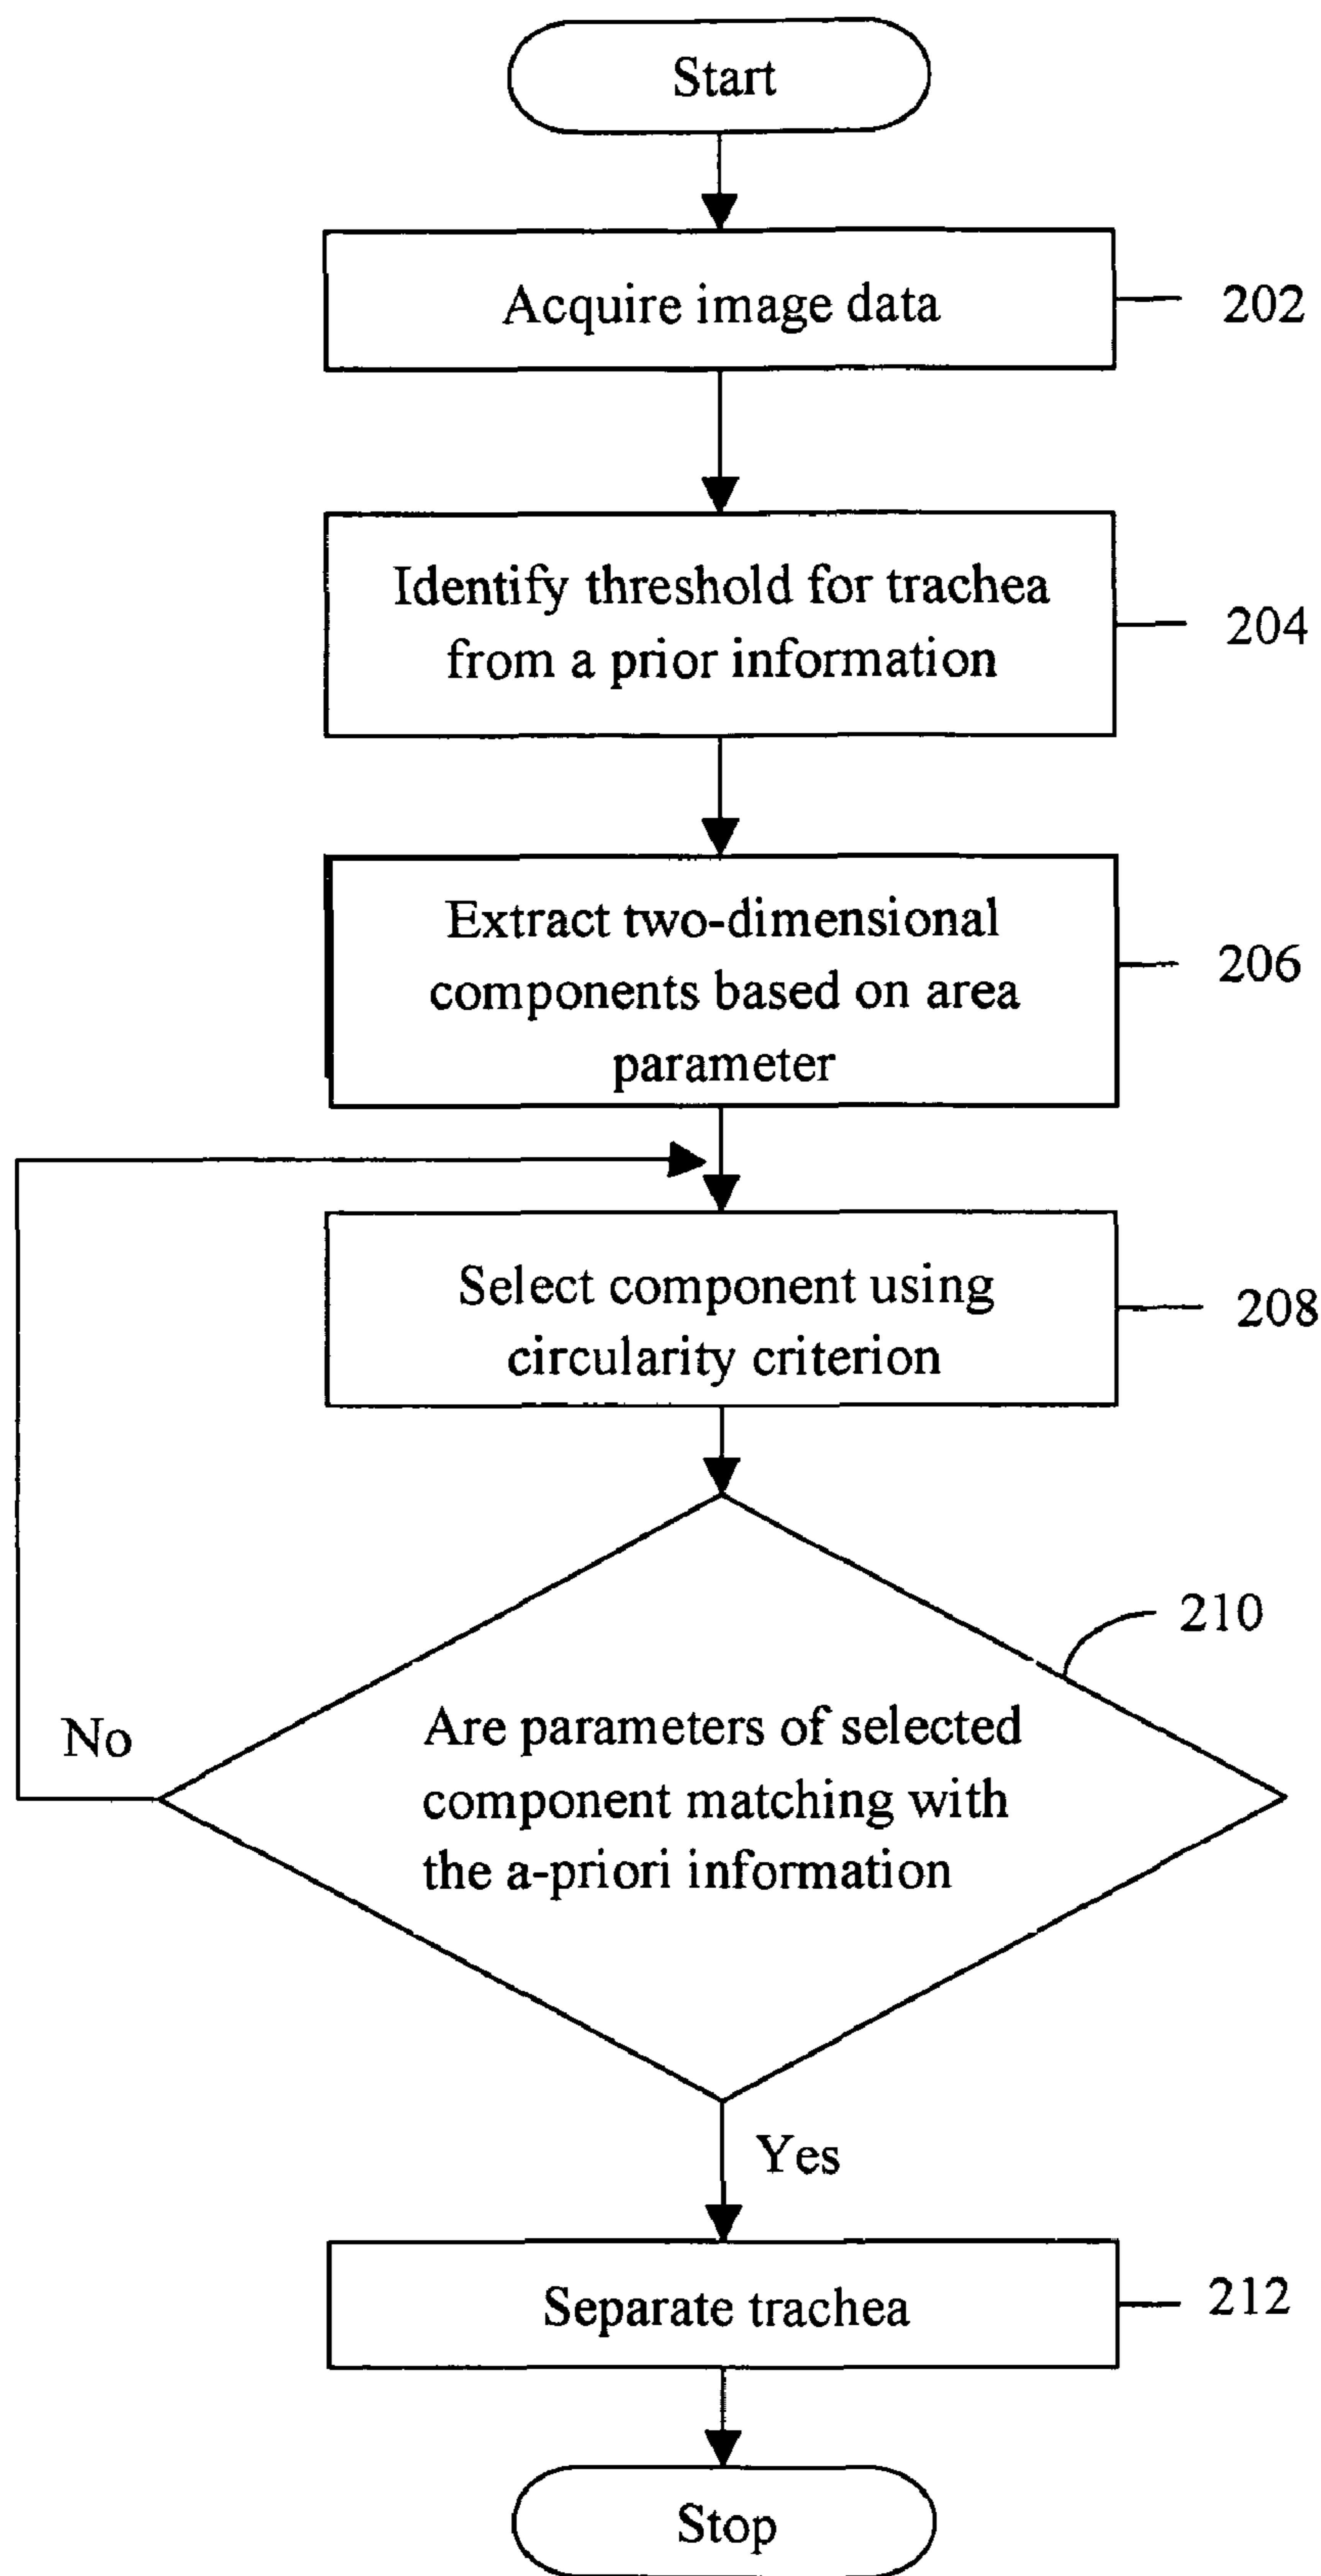 Start
Acquire image data
202
Identify threshold for trachea
from a prior information
204
Extract two-dimensional
components based on area
parameter
206
Select component using
circularity criterion
208
210
Are parameters of selected
component matching with
the a-priori information
No
Yes
Separate trachea
212
Stop